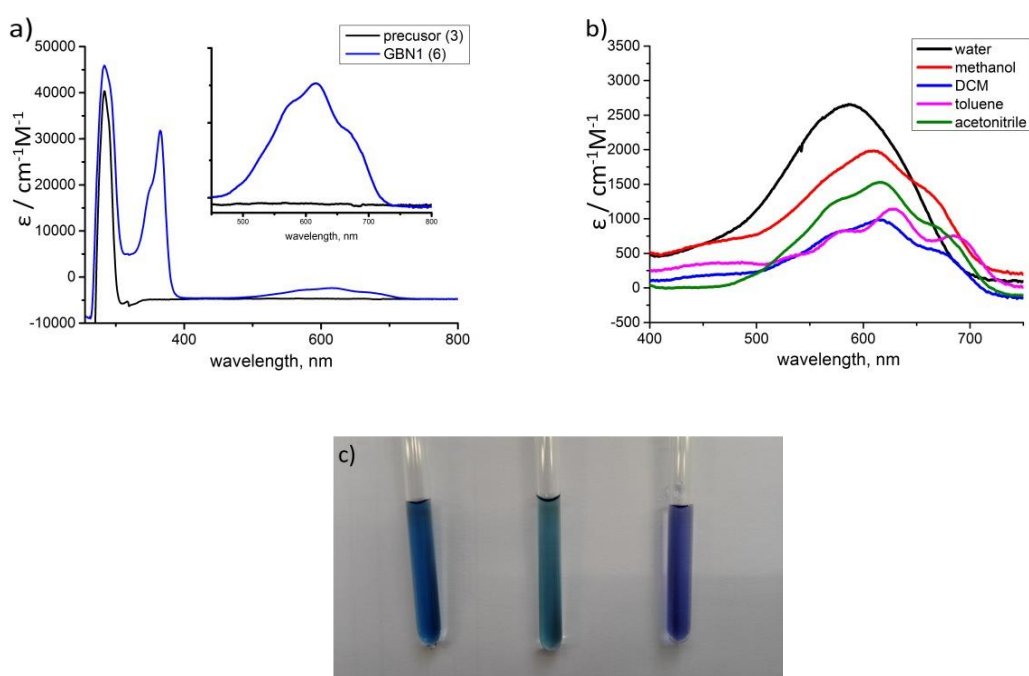 a)
precusor (3)
GBN1 (6)
50000
40000
30000
20000
10000
0
-10000
ε / cm⁻¹M⁻¹
400
600
800
wavelength, nm
500
600
700
800
wavelength, nm
b)
water
methanol
DCM
toluene
acetonitrile
3500
3000
2500
2000
1500
1000
500
0
-500
ε / cm⁻¹M⁻¹
400
500
600
700
wavelength, nm
c)